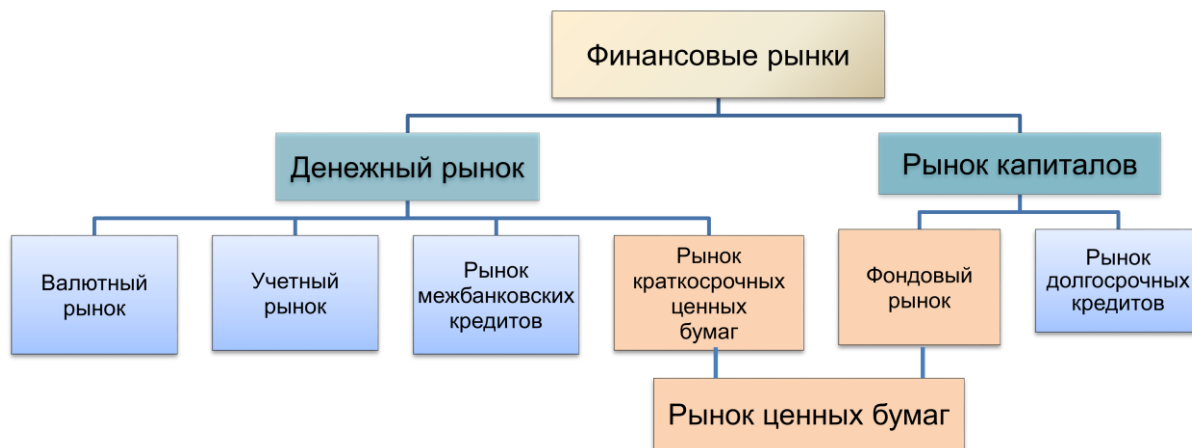 Финансовые рынки
Денежный рынок
Рынок капиталов
Валютный
рынок
Учетный
рынок
Рынок
межбанковских
кредитов
Рынок
краткосрочных
ценных
бумаг
Фондовый
рынок
Рынок
долгосрочных
кредитов
Рынок ценных бумаг